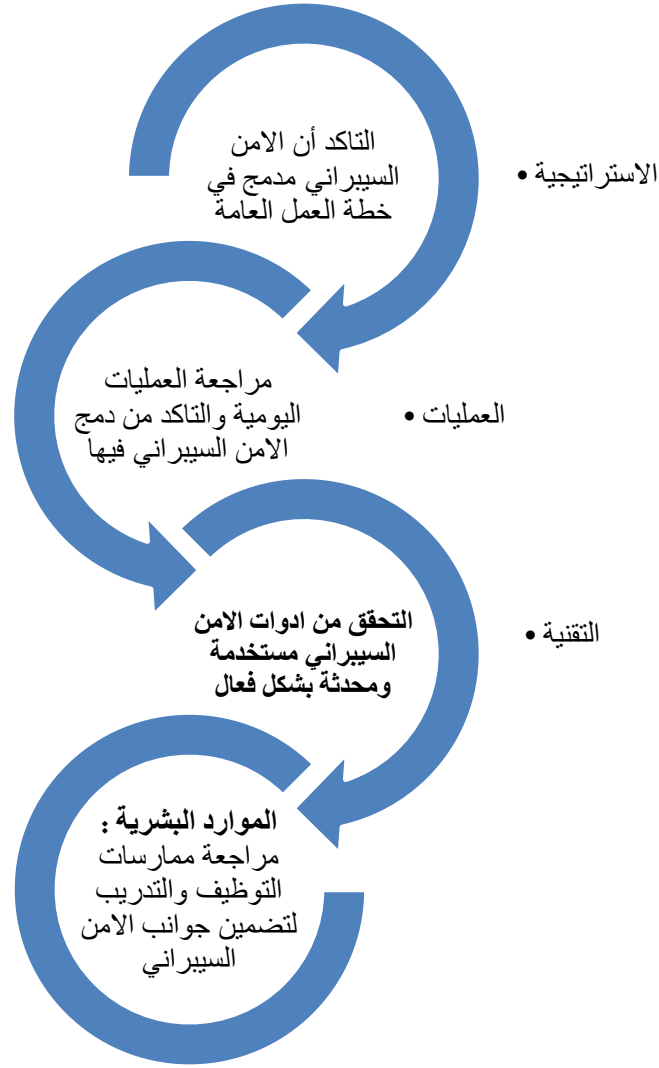 التاكد أن الامن
السيبراني مدمج في
خطة العمل العامة
الاستراتيجية •
مراجعة العمليات
اليومية والتاكد من دمج
الامن السيبراني فيها
العمليات •
التحقق من ادوات الامن
السيبراني مستخدمة
ومحدثة بشكل فعال
التقنية •
الموارد البشرية :
مراجعة ممارسات
التوظيف والتدريب
لتضمين جوانب الامن
السيبراني